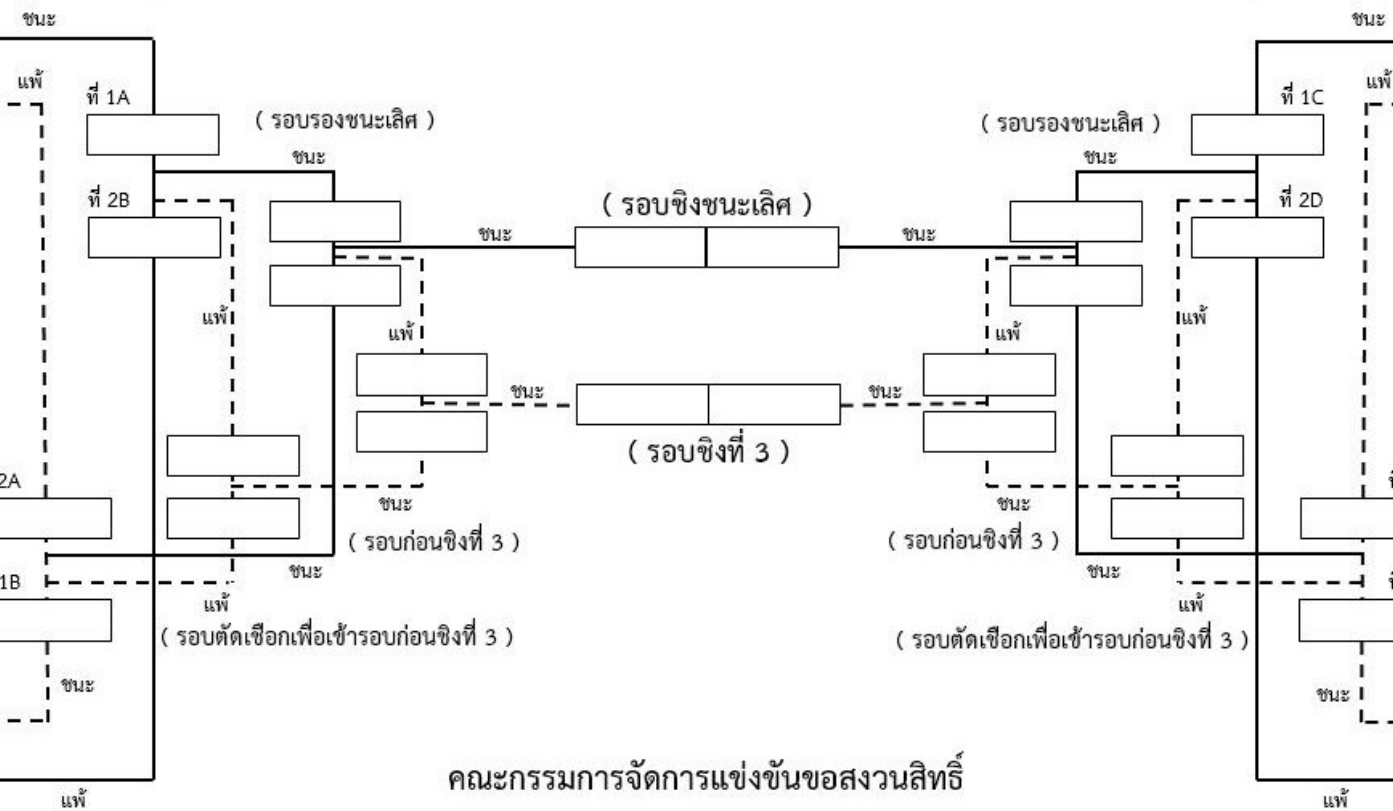 ชนะ
ชนะ
แพ้
แพ้
ที่ 1A
ที่ 1C
( รอบรองชนะเลิศ )
( รอบรองชนะเลิศ )
ชนะ
ชนะ
ที่ 2B
ที่ 2D
( รอบชิงชนะเลิศ )
ชนะ
ชนะ
แพ้
แพ้
แพ้
แพ้
ชนะ
ชนะ
( รอบชิงที่ 3 )
2A
ชนะ
ชนะ
( รอบก่อนชิงที่ 3 )
( รอบก่อนชิงที่ 3 )
ชนะ
ชนะ
1B
แพ้
แพ้
( รอบตัดเชือกเพื่อเข้ารอบก่อนชิงที่ 3 )
( รอบตัดเชือกเพื่อเข้ารอบก่อนชิงที่ 3 )
ชนะ
ชนะ
คณะกรรมการจัดการแข่งขันขอสงวนสิทธิ์
แพ้
แพ้